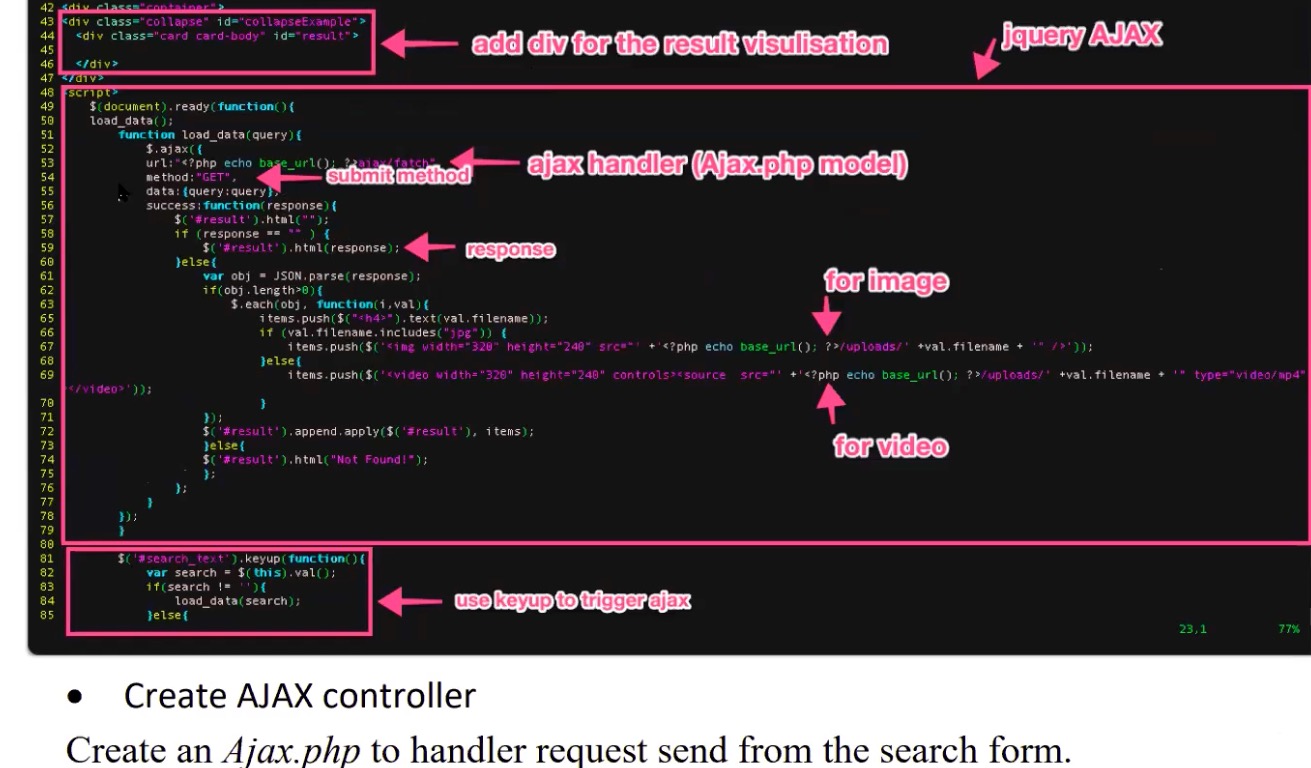 42 <div class="container">
43 <div class="collapse" id="collapseExample">
44 <div class="card card-body" id="result">
45
add div for the result visulisation
jquery AJAX
46 </div>
47 </div>
48 <script>
49 $(document).ready(function(){
50 load_data();
51 function load_data(query){
52 $.ajax({
53 url:"<?php echo base_url(); ?>ajax/fatch",
ajax handler (Ajax.php model)
54 method:"GET",
submit method
55 data:{query:query},
56 success:function(response){
57 $('#result').html("");
58 if (response == "" ) {
59 $('#result').html(response);
response
60 }else{
61 var obj = JSON.parse(response);
for image
62 if(obj.length>0){
63 $.each(obj, function(i,val){
65 items.push($("<h4>").text(val.filename));
66 if (val.filename.includes("jpg")) {
67 items.push($('<img width="320" height="240" src="' +'<?php echo base_url(); ?>/uploads/' +val.filename + '" />'));
68 }else{
69 items.push($('<video width="320" height="240" controls><source src="' +'<?php echo base_url(); ?>/uploads/' +val.filename + '" type="video/mp4"
</video>'));
70 }
71 });
72 $('#result').append.apply($('#result'), items);
73 }else{
for video
74 $('#result').html("Not Found!");
75 };
76 };
77 }
78 });
79 }
80
81 $('#search_text').keyup(function(){
82 var search = $(this).val();
83 if(search != ''){
84 load_data(search);
use keyup to trigger ajax
85 }else{
23,1 77%
• Create AJAX controller
Create an Ajax.php to handler request send from the search form.